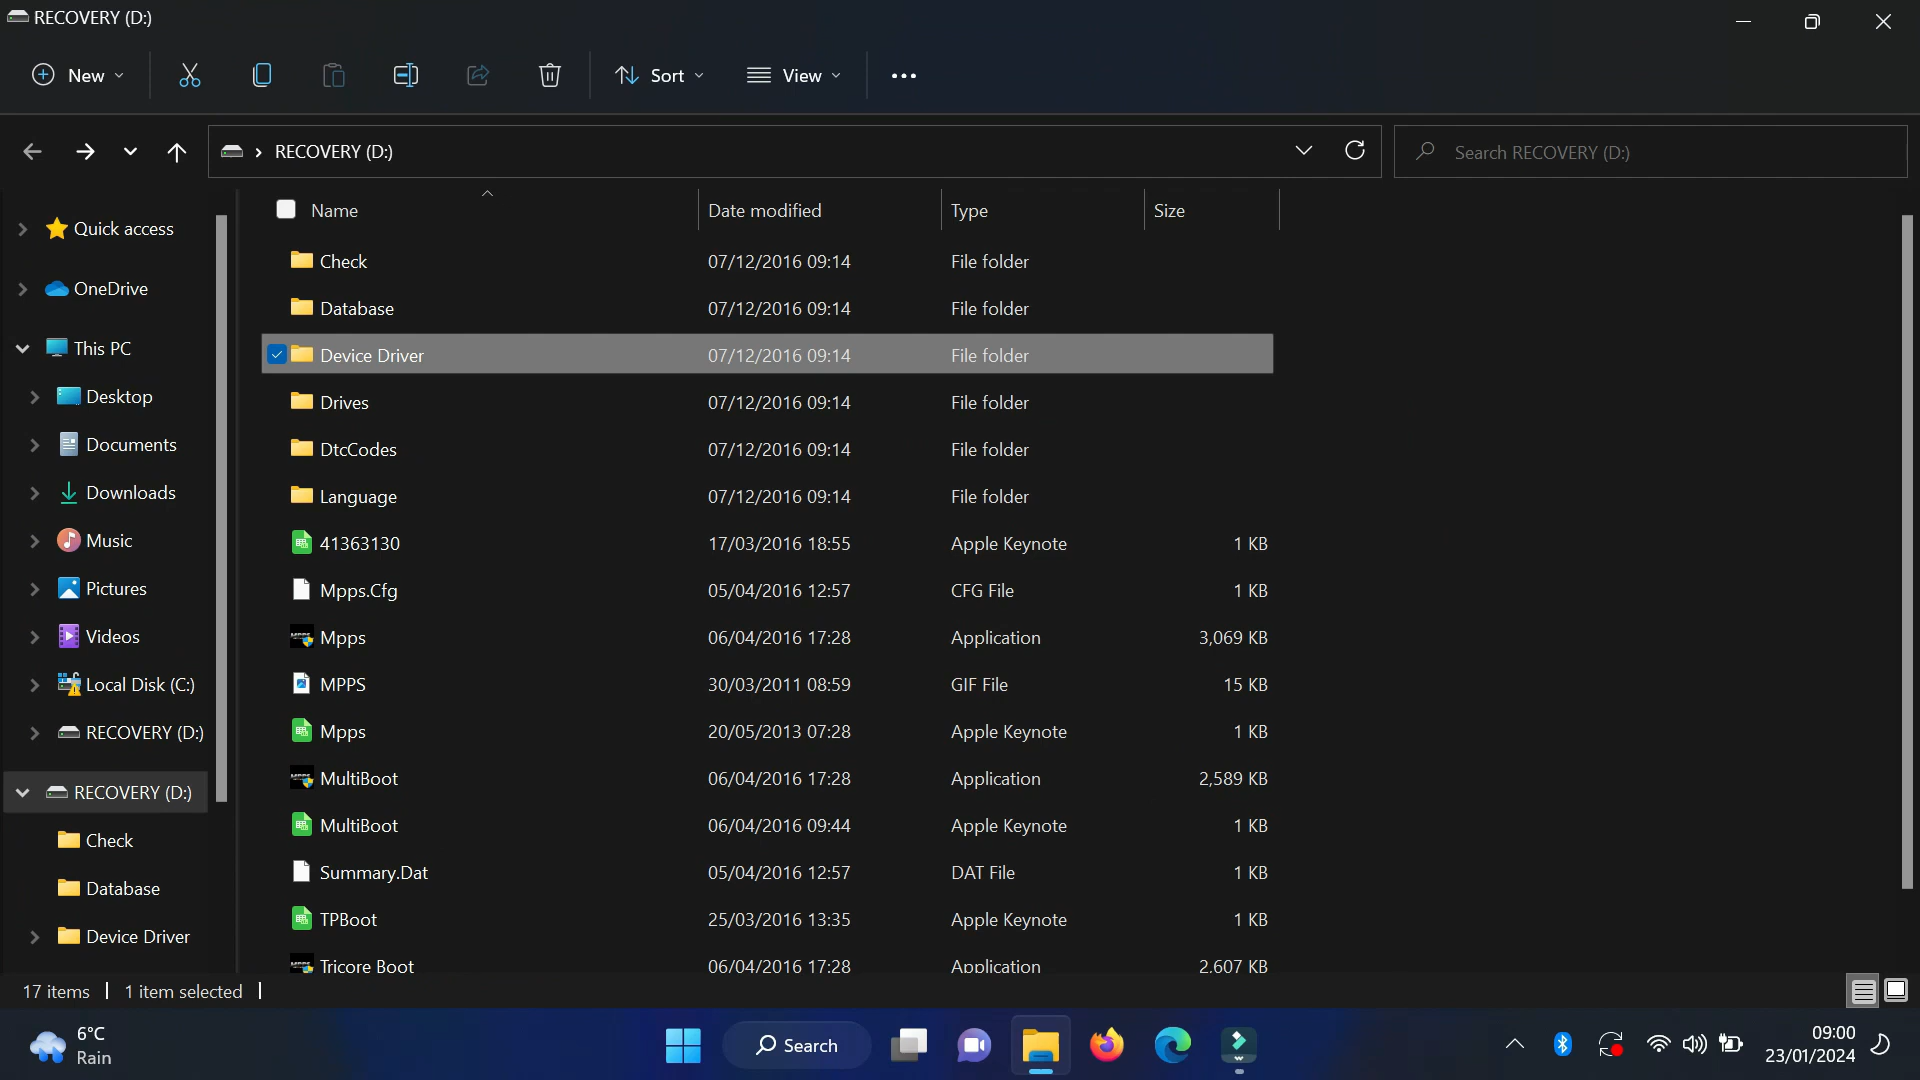 RECOVERY (D:)
New
Sort
View
RECOVERY (D:)
Search RECOVERY (D:)
Quick access
OneDrive
This PC
Desktop
Documents
Downloads
Music
Pictures
Videos
Local Disk (C:)
RECOVERY (D:)
RECOVERY (D:)
Check
Database
Device Driver
Name Date modified Type Size
Check 07/12/2016 09:14 File folder
Database 07/12/2016 09:14 File folder
Device Driver 07/12/2016 09:14 File folder
Drives 07/12/2016 09:14 File folder
DtcCodes 07/12/2016 09:14 File folder
Language 07/12/2016 09:14 File folder
41363130 17/03/2016 18:55 Apple Keynote 1 KB
Mpps.Cfg 05/04/2016 12:57 CFG File 1 KB
Mpps 06/04/2016 17:28 Application 3,069 KB
MPPS 30/03/2011 08:59 GIF File 15 KB
Mpps 20/05/2013 07:28 Apple Keynote 1 KB
MultiBoot 06/04/2016 17:28 Application 2,589 KB
MultiBoot 06/04/2016 09:44 Apple Keynote 1 KB
Summary.Dat 05/04/2016 12:57 DAT File 1 KB
TPBoot 25/03/2016 13:35 Apple Keynote 1 KB
Tricore Boot 06/04/2016 17:28 Application 2,607 KB
17 items 1 item selected
6°C
Rain
Search
09:00
23/01/2024